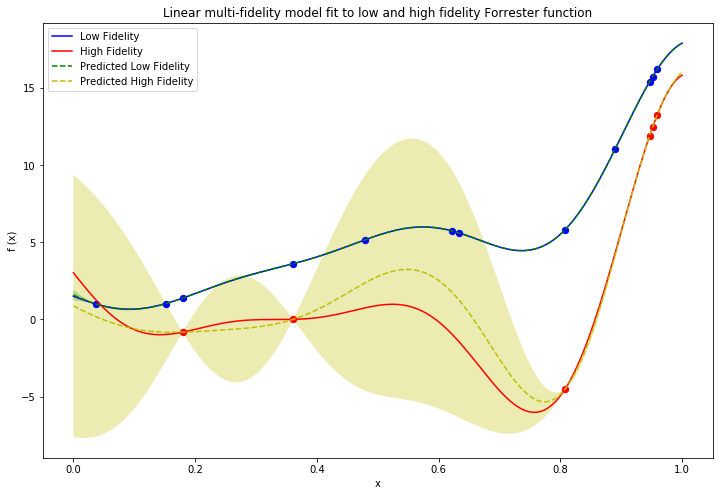 Linear multi-fidelity model fit to low and high fidelity Forrester function
Low Fidelity
High Fidelity
Predicted Low Fidelity
Predicted High Fidelity
15
10
5
0
−5
f (x)
0.0 0.2 0.4 0.6 0.8 1.0
x